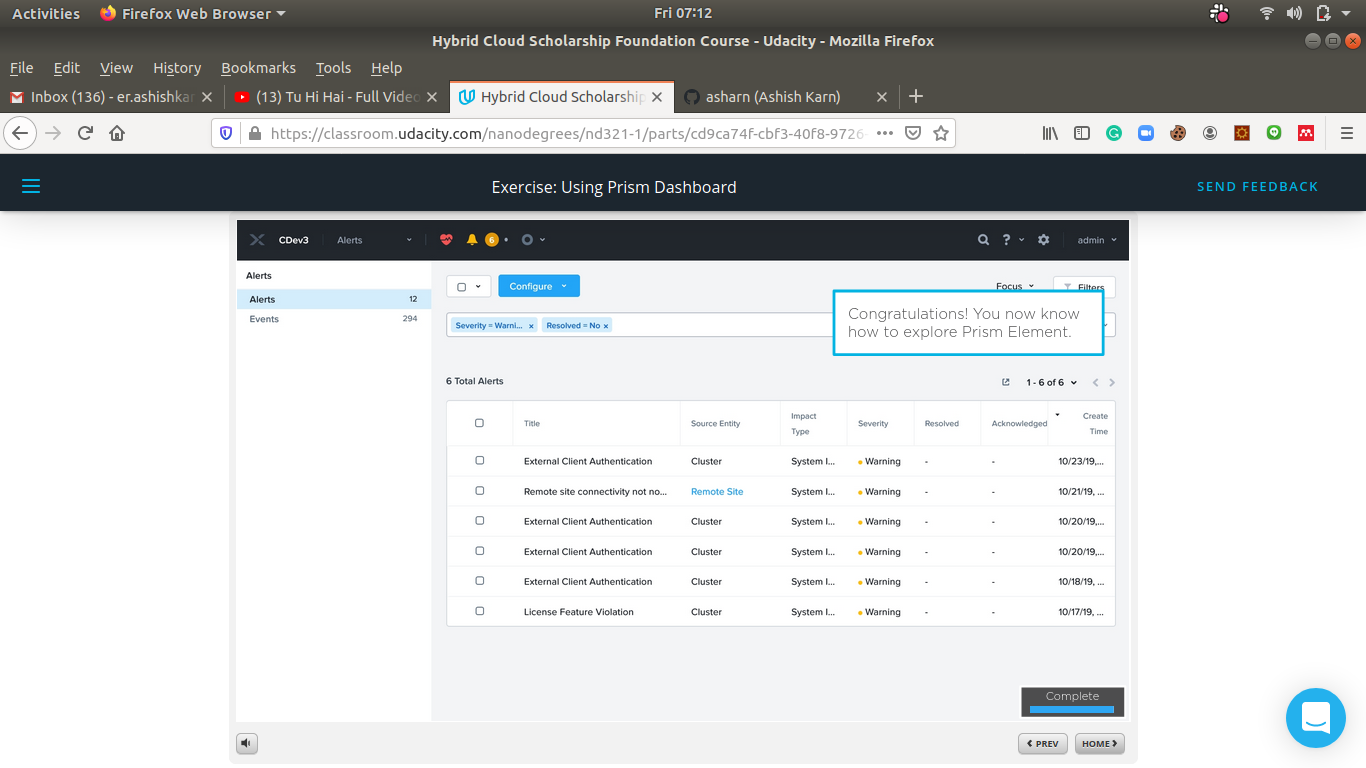 Activities Firefox Web Browser Fri 07:12
Hybrid Cloud Scholarship Foundation Course - Udacity - Mozilla Firefox
File Edit View History Bookmarks Tools Help
Inbox (136) - er.ashishkar (13) Tu Hi Hai - Full Video Hybrid Cloud Scholarship asharn (Ashish Karn)
https://classroom.udacity.com/nanodegrees/nd321-1/parts/cd9ca74f-cbf3-40f8-9726-
Exercise: Using Prism Dashboard SEND FEEDBACK
CDev3 Alerts 6 ? admin
Alerts
Alerts 12
Events 294
Configure Focus Filters
Severity = Warni... × Resolved = No ×
Congratulations! You now know
how to explore Prism Element.
6 Total Alerts 1 - 6 of 6
Title Source Entity Impact Type Severity Resolved Acknowledged Create Time
External Client Authentication Cluster System I... Warning - - 10/23/19,...
Remote site connectivity not no... Remote Site System I... Warning - - 10/21/19, ...
External Client Authentication Cluster System I... Warning - - 10/20/19,...
External Client Authentication Cluster System I... Warning - - 10/20/19,...
External Client Authentication Cluster System I... Warning - - 10/18/19, ...
License Feature Violation Cluster System I... Warning - - 10/17/19, ...
Complete
PREV HOME